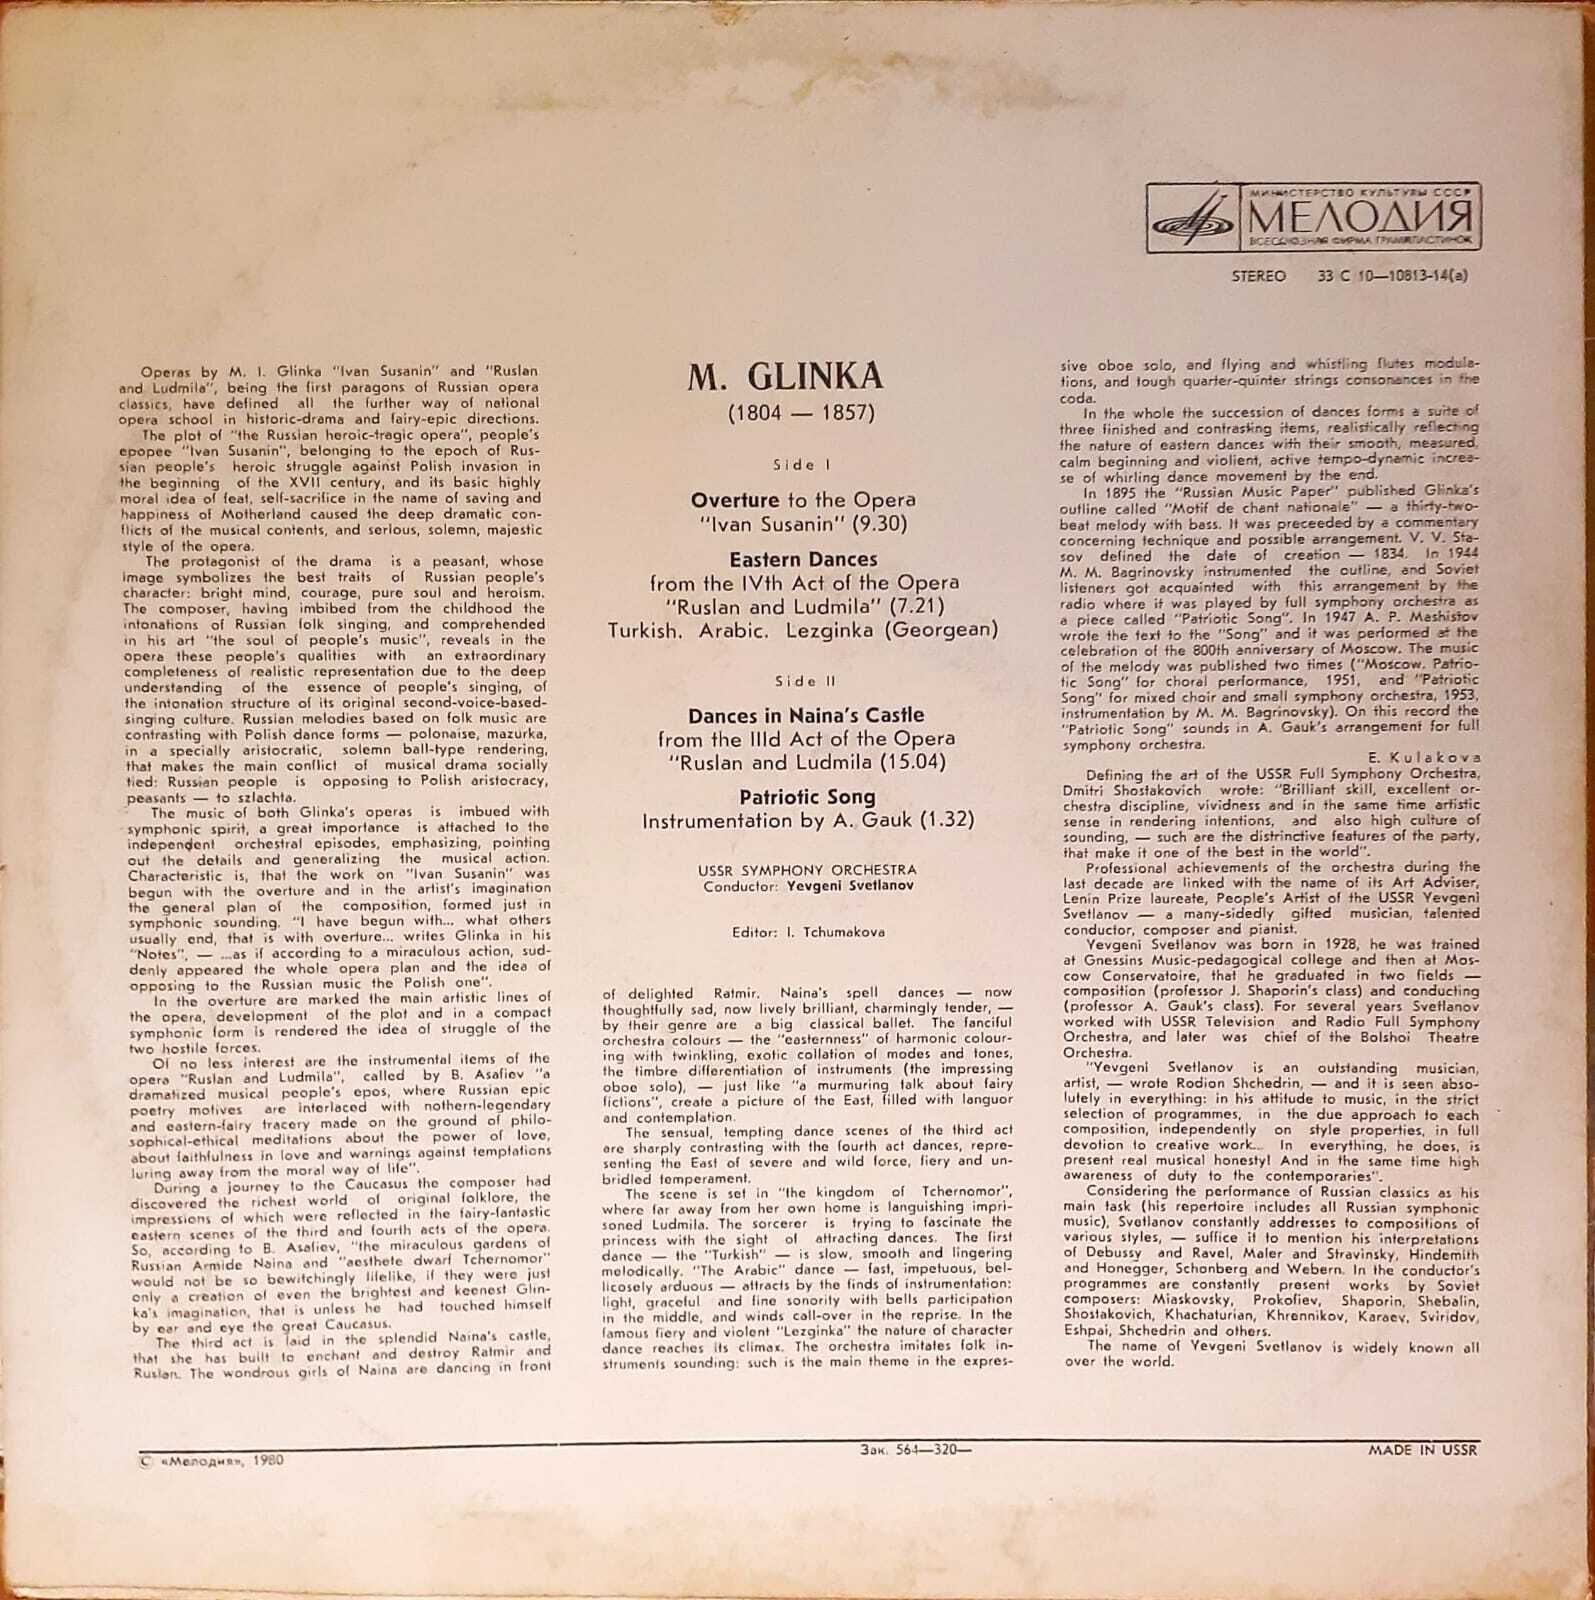 МИНИСТЕРСТВО КУЛЬТУРЫ СССР
МЕЛОДИЯ
ВСЕСОЮЗНАЯ ФИРМА ГРАМПЛАСТИНОК
STEREO 33 C 10—10813-14(a)
Operas by M. I. Glinka "Ivan Susanin" and "Ruslan
and Ludmila", being the first paragons of Russian opera
classics, have defined all the further way of national
opera school in historic-drama and fairy-epic directions.
The plot of "the Russian heroic-tragic opera", people's
epopee "Ivan Susanin", belonging to the epoch of Rus-
sian people's heroic struggle against Polish invasion in
the beginning of the XVII century, and its basic highly
moral idea of feat, self-sacrifice in the name of saving and
happiness of Motherland caused the deep dramatic con-
flicts of the musical contents, and serious, solemn, majestic
style of the opera.
The protagonist of the drama is a peasant, whose
image symbolizes the best traits of Russian people's
character: bright mind, courage, pure soul and heroism.
The composer, having imbibed from the childhood the
intonations of Russian folk singing, and comprehended
in his art "the soul of people's music", reveals in the
opera these people's qualities with an extraordinary
completeness of realistic representation due to the deep
understanding of the essence of people's singing, of
the intonation structure of its original second-voice-based-
singing culture. Russian melodies based on folk music are
contrasting with Polish dance forms — polonaise, mazurka,
in a specially aristocratic, solemn ball-type rendering,
that makes the main conflict of musical drama socially
tied: Russian people is opposing to Polish aristocracy,
peasants — to szlachta.
The music of both Glinka's operas is imbued with
symphonic spirit, a great importance is attached to the
independent orchestral episodes, emphasizing, pointing
out the details and generalizing the musical action.
Characteristic is, that the work on "Ivan Susanin" was
begun with the overture and in the artist's imagination
the general plan of the composition, formed just in
symphonic sounding. "I have begun with... what others
usually end, that is with overture... writes Glinka in his
"Notes", — ...as if according to a miraculous action, sud-
denly appeared the whole opera plan and the idea of
opposing to the Russian music the Polish one".
In the overture are marked the main artistic lines of
the opera, development of the plot and in a compact
symphonic form is rendered the idea of struggle of the
two hostile forces.
Of no less interest are the instrumental items of the
opera "Ruslan and Ludmila", called by B. Asafiev "a
dramatized musical people's epos, where Russian epic
poetry motives are interlaced with nothern-legendary
and eastern-fairy tracery made on the ground of philo-
sophical-ethical meditations about the power of love,
about faithfulness in love and warnings against temptations
luring away from the moral way of life".
During a journey to the Caucasus the composer had
discovered the richest world of original folklore, the
impressions of which were reflected in the fairy-fantastic
eastern scenes of the third and fourth acts of the opera.
So, according to B. Asafiev, "the miraculous gardens of
Russian Armide Naina and "aesthete dwarf Tchernomor"
would not be so bewitchingly lifelike, if they were just
only a creation of even the brightest and keenest Glin-
ka's imagination, that is unless he had touched himself
by ear and eye the great Caucasus.
The third act is laid in the splendid Naina's castle,
that she has built to enchant and destroy Ratmir and
Ruslan. The wondrous girls of Naina are dancing in front
M. GLINKA
(1804 — 1857)
Side I
Overture to the Opera
"Ivan Susanin" (9.30)
Eastern Dances
from the IVth Act of the Opera
"Ruslan and Ludmila" (7.21)
Turkish. Arabic. Lezginka (Georgean)
Side II
Dances in Naina's Castle
from the IIId Act of the Opera
"Ruslan and Ludmila (15.04)
Patriotic Song
Instrumentation by A. Gauk (1.32)
USSR SYMPHONY ORCHESTRA
Conductor: Yevgeni Svetlanov
Editor: I. Tchumakova
of delighted Ratmir. Naina's spell dances — now
thoughtfully sad, now lively brilliant, charmingly tender, —
by their genre are a big classical ballet. The fanciful
orchestra colours — the "easternness" of harmonic colour-
ing with twinkling, exotic collation of modes and tones,
the timbre differentiation of instruments (the impressing
oboe solo), — just like "a murmuring talk about fairy
fictions", create a picture of the East, filled with languor
and contemplation.
The sensual, tempting dance scenes of the third act
are sharply contrasting with the fourth act dances, repre-
senting the East of severe and wild force, fiery and un-
bridled temperament.
The scene is set in "the kingdom of Tchernomor",
where far away from her own home is languishing impri-
soned Ludmila. The sorcerer is trying to fascinate the
princess with the sight of attracting dances. The first
dance — the "Turkish" — is slow, smooth and lingering
melodically. "The Arabic" dance — fast, impetuous, bel-
licosely arduous — attracts by the finds of instrumentation:
light, graceful and fine sonority with bells participation
in the middle, and winds call-over in the reprise. In the
famous fiery and violent "Lezginka" the nature of character
dance reaches its climax. The orchestra imitates folk in-
struments sounding: such is the main theme in the expres-
sive oboe solo, and flying and whistling flutes modula-
tions, and tough quarter-quinter strings consonances in the
coda.
In the whole the succession of dances forms a suite of
three finished and contrasting items, realistically reflecting
the nature of eastern dances with their smooth, measured,
calm beginning and violient, active tempo-dynamic increa-
se of whirling dance movement by the end.
In 1895 the "Russian Music Paper" published Glinka's
outline called "Motif de chant nationale" — a thirty-two-
beat melody with bass. It was preceeded by a commentary
concerning technique and possible arrangement. V. V. Sta-
sov defined the date of creation — 1834. In 1944
M. M. Bagrinovsky instrumented the outline, and Soviet
listeners got acquainted with this arrangement by the
radio where it was played by full symphony orchestra as
a piece called "Patriotic Song". In 1947 A. P. Mashistov
wrote the text to the "Song" and it was performed at the
celebration of the 800th anniversary of Moscow. The music
of the melody was published two times ("Moscow. Patrio-
tic Song" for choral performance, 1951, and "Patriotic
Song" for mixed choir and small symphony orchestra, 1953,
instrumentation by M. M. Bagrinovsky). On this record the
"Patriotic Song" sounds in A. Gauk's arrangement for full
symphony orchestra.
E. Kulakova
Defining the art of the USSR Full Symphony Orchestra,
Dmitri Shostakovich wrote: "Brilliant skill, excellent or-
chestra discipline, vividness and in the same time artistic
sense in rendering intentions, and also high culture of
sounding, — such are the distrinctive features of the party,
that make it one of the best in the world".
Professional achievements of the orchestra during the
last decade are linked with the name of its Art Adviser,
Lenin Prize laureate, People's Artist of the USSR Yevgeni
Svetlanov — a many-sidedly gifted musician, talented
conductor, composer and pianist.
Yevgeni Svetlanov was born in 1928, he was trained
at Gnessins Music-pedagogical college and then at Mos-
cow Conservatoire, that he graduated in two fields —
composition (professor J. Shaporin's class) and conducting
(professor A. Gauk's class). For several years Svetlanov
worked with USSR Television and Radio Full Symphony
Orchestra, and later was chief of the Bolshoi Theatre
Orchestra.
"Yevgeni Svetlanov is an outstanding musician,
artist, — wrote Rodion Shchedrin, — and it is seen abso-
lutely in everything: in his attitude to music, in the strict
selection of programmes, in the due approach to each
composition, independently on style properties, in full
devotion to creative work... In everything, he does, is
present real musical honesty! And in the same time high
awareness of duty to the contemporaries".
Considering the performance of Russian classics as his
main task (his repertoire includes all Russian symphonic
music), Svetlanov constantly addresses to compositions of
various styles, — suffice it to mention his interpretations
of Debussy and Ravel, Maler and Stravinsky, Hindemith
and Honegger, Schonberg and Webern. In the conductor's
programmes are constantly present works by Soviet
composers: Miaskovsky, Prokofiev, Shaporin, Shebalin,
Shostakovich, Khachaturian, Khrennikov, Karaev, Sviridov,
Eshpai, Shchedrin and others.
The name of Yevgeni Svetlanov is widely known all
over the world.
© «Мелодия», 1980
Зак. 564—320—
MADE IN USSR